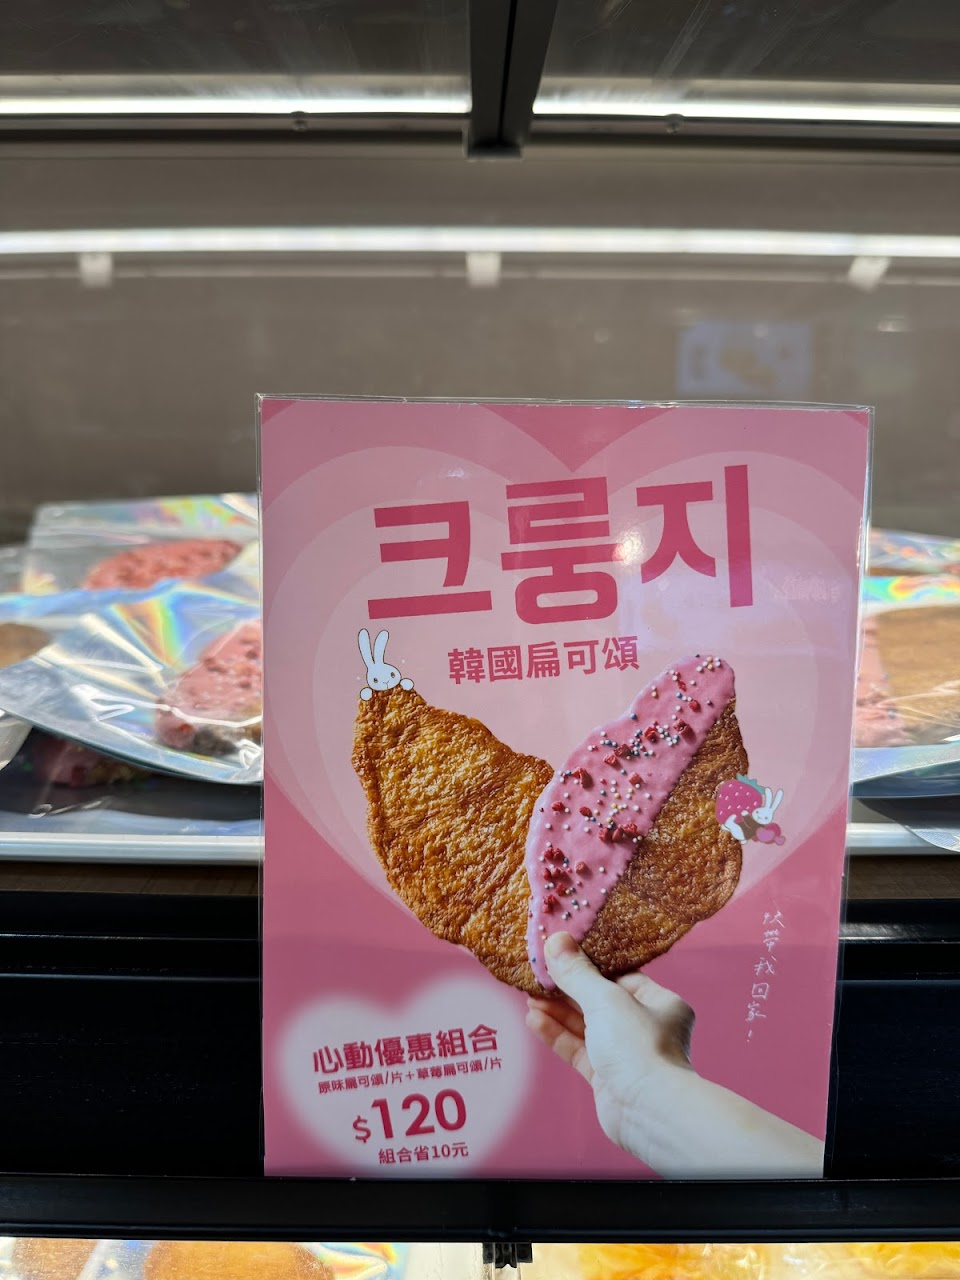 크룽지
韓國扁可頌
快帶我回家!
心動優惠組合
原味扁可頌/片+草莓扁可頌/片
$120
組合省10元